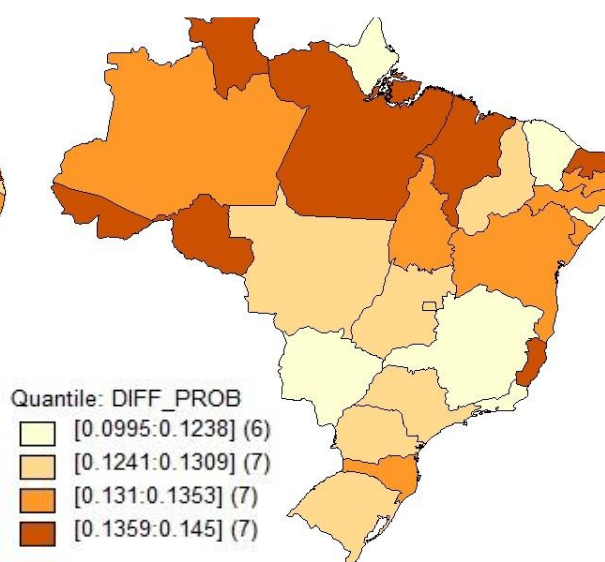 Quantile: DIFF_PROB
[0.0995:0.1238] (6)
[0.1241:0.1309] (7)
[0.131:0.1353] (7)
[0.1359:0.145] (7)